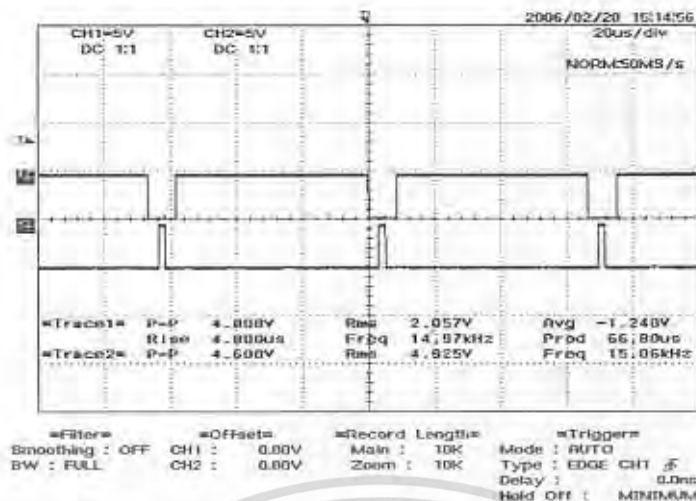 2006/02/20 15:14:56
CH1=5V CH2=5V 20us/div
DC 1:1 DC 1:1
NORM:50MS/s
=Trace1= P-P 4.800V Rms 2.057V Avg -1.240V
Rise 4.800us Freq 14.97kHz Prod 66.80us
=Trace2= P-P 4.600V Rms 4.825V Freq 15.06kHz
=Filter= =Offset= =Record Length= =Trigger=
Smoothing : OFF CH1 : 0.00V Main : 10K Mode : AUTO
BW : FULL CH2 : 0.00V Zoom : 10K Type : EDGE CH1
Delay : 0.0ns
Hold Off : MINIMUM